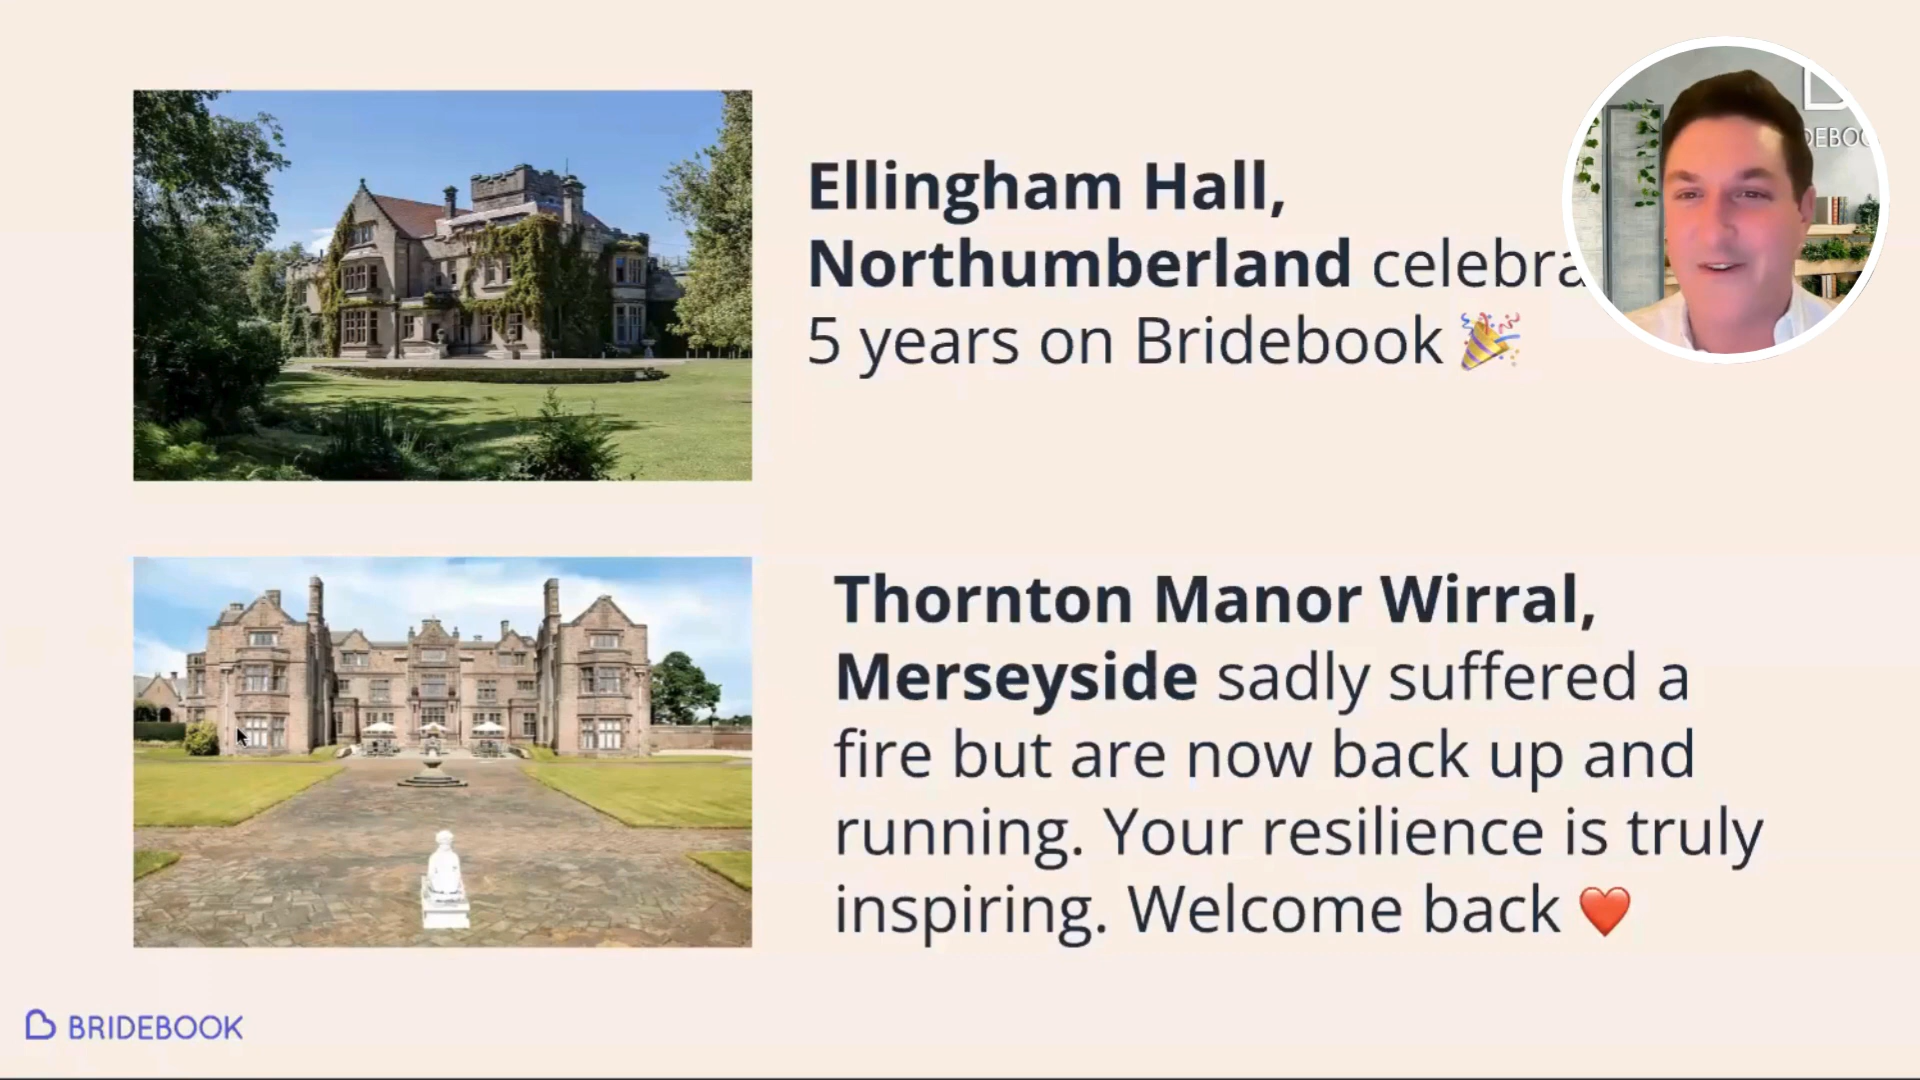 Ellingham Hall,
Northumberland celebra
5 years on Bridebook 🎉
Thornton Manor Wirral,
Merseyside sadly suffered a
fire but are now back up and
running. Your resilience is truly
inspiring. Welcome back ❤️
BRIDEBOOK
DEBOO